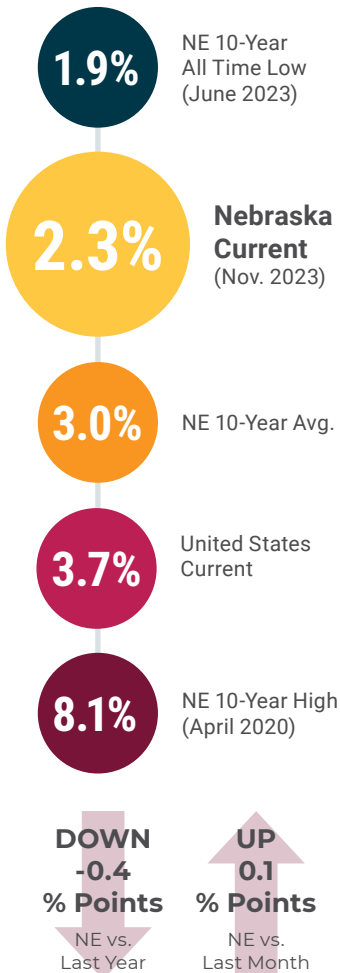 1.9%
NE 10-Year
All Time Low
(June 2023)
2.3%
Nebraska
Current
(Nov. 2023)
3.0%
NE 10-Year Avg.
3.7%
United States
Current
8.1%
NE 10-Year High
(April 2020)
DOWN
-0.4
% Points
NE vs.
Last Year
UP
0.1
% Points
NE vs.
Last Month